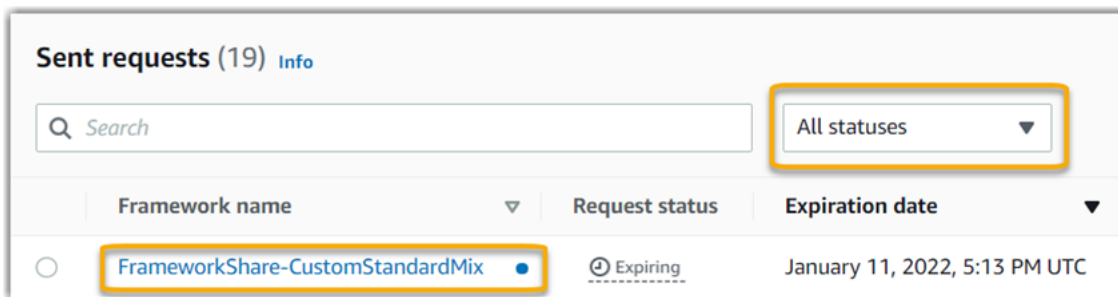 Sent requests (19) Info
Search
All statuses
Framework name Request status Expiration date
FrameworkShare-CustomStandardMix Expiring January 11, 2022, 5:13 PM UTC